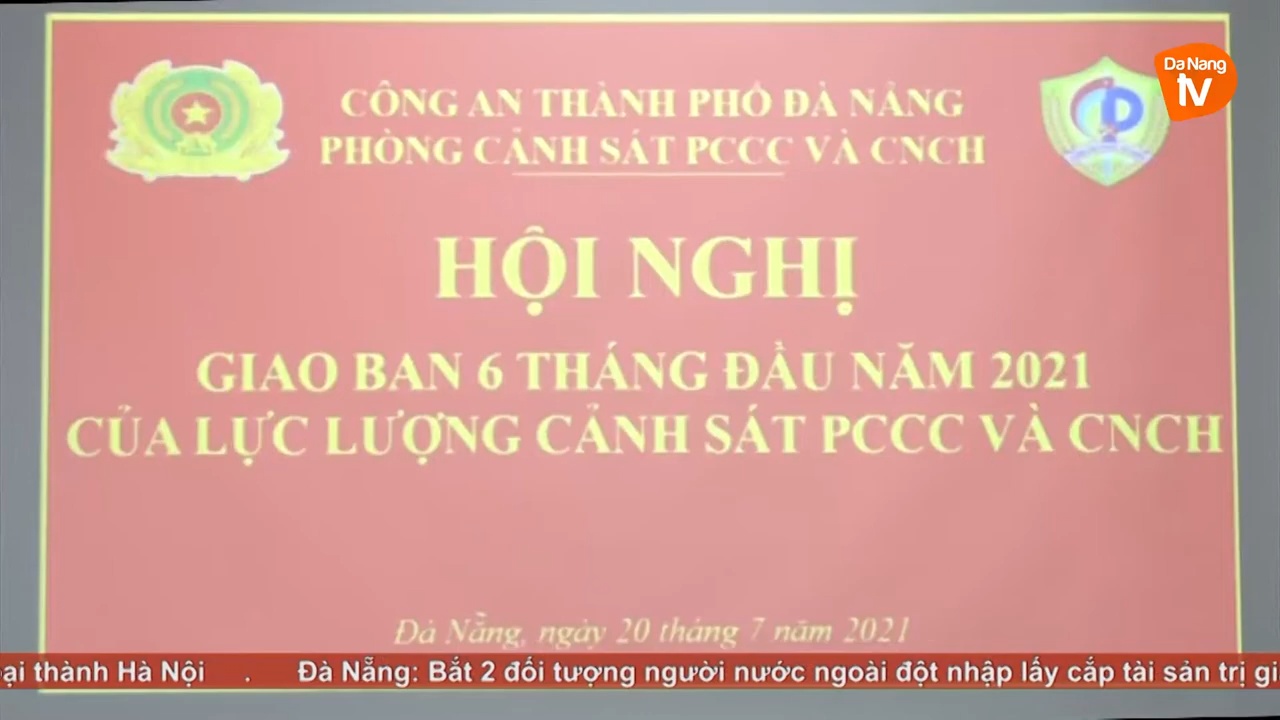 Da Nang
tv
CÔNG AN THÀNH PHỐ ĐÀ NẴNG
PHÒNG CẢNH SÁT PCCC VÀ CNCH
HỘI NGHỊ
GIAO BAN 6 THÁNG ĐẦU NĂM 2021
CỦA LỰC LƯỢNG CẢNH SÁT PCCC VÀ CNCH
Đà Nẵng, ngày 20 tháng 7 năm 2021
ại thành Hà Nội . Đà Nẵng: Bắt 2 đối tượng người nước ngoài đột nhập lấy cắp tài sản trị gi